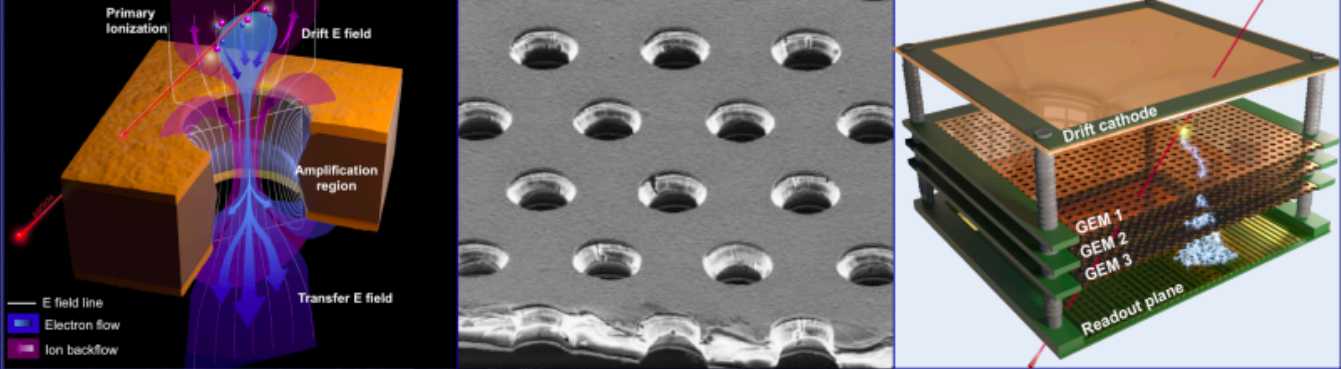 Primary
Ionization
Drift E field
Amplification
region
particle
Transfer E field
E field line
Electron flow
Ion backflow
Drift cathode
GEM 1
GEM 2
GEM 3
Readout plane